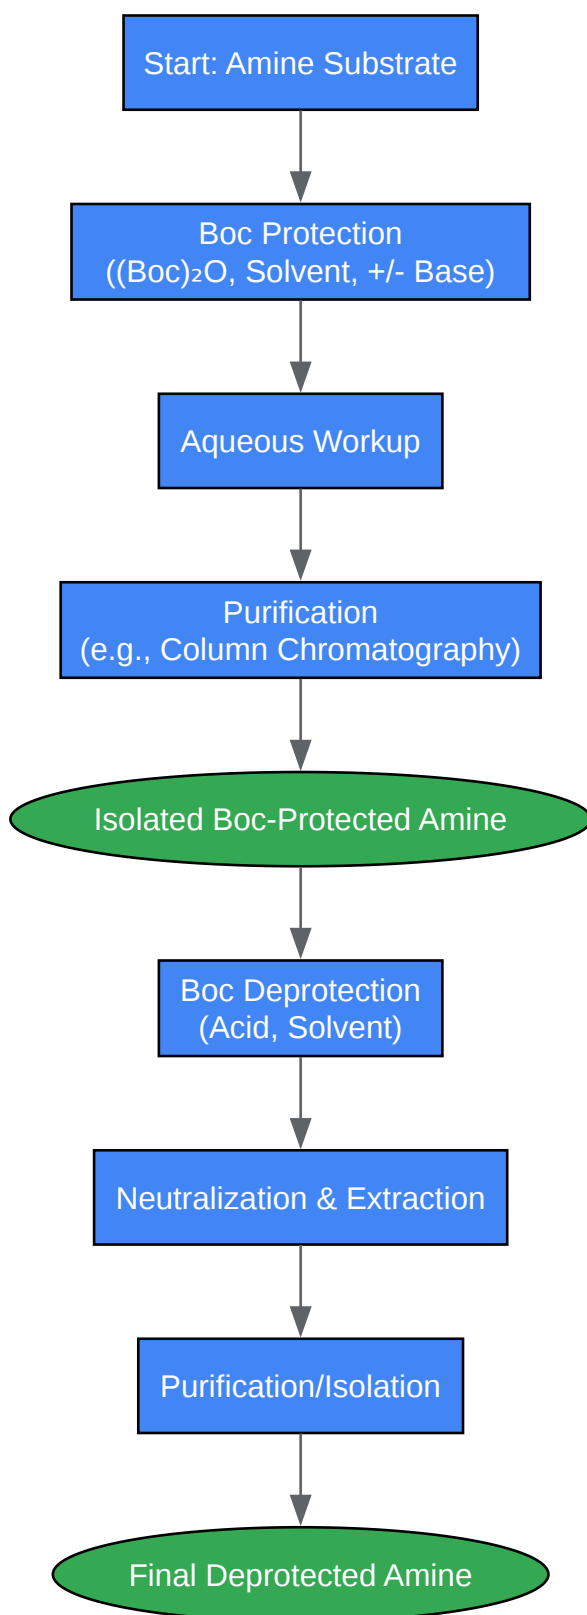 Start: Amine Substrate
Boc Protection
((Boc)₂O, Solvent, +/- Base)
Aqueous Workup
Purification
(e.g., Column Chromatography)
Isolated Boc-Protected Amine
Boc Deprotection
(Acid, Solvent)
Neutralization & Extraction
Purification/Isolation
Final Deprotected Amine